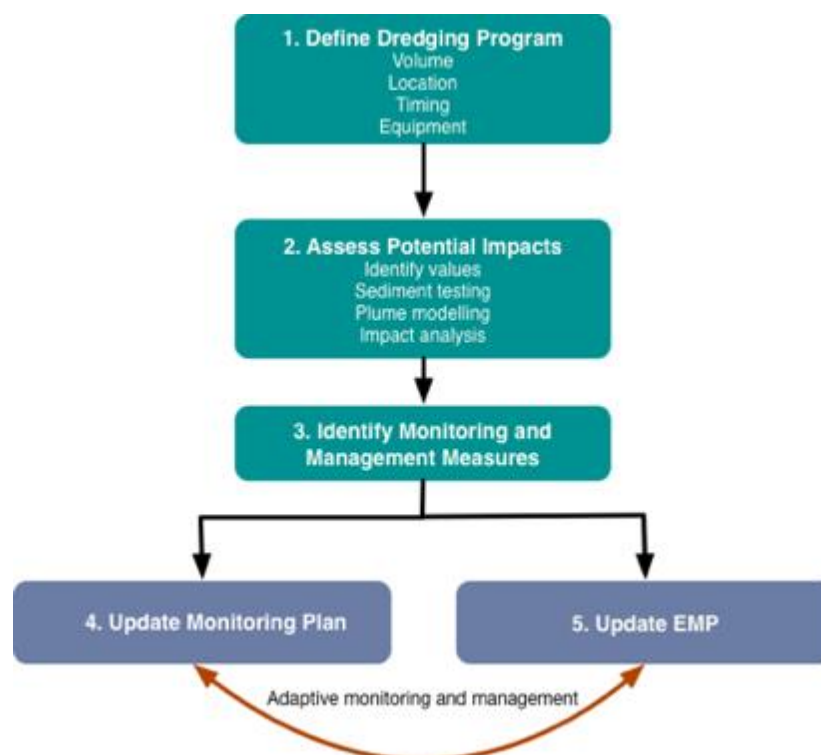 1. Define Dredging Program
Volume
Location
Timing
Equipment
2. Assess Potential Impacts
Identify values
Sediment testing
Plume modelling
Impact analysis
3. Identify Monitoring and
Management Measures
4. Update Monitoring Plan
5. Update EMP
Adaptive monitoring and management